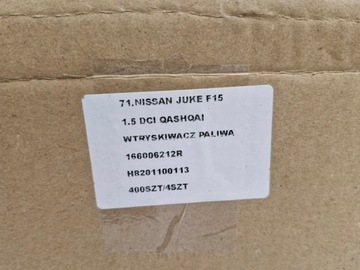 71.NISSAN JUKE F15
1.5 DCI QASHQAI
WTRYSKIWACZ PALIWA
166006212R
H8201100113
400SZT/4SZT